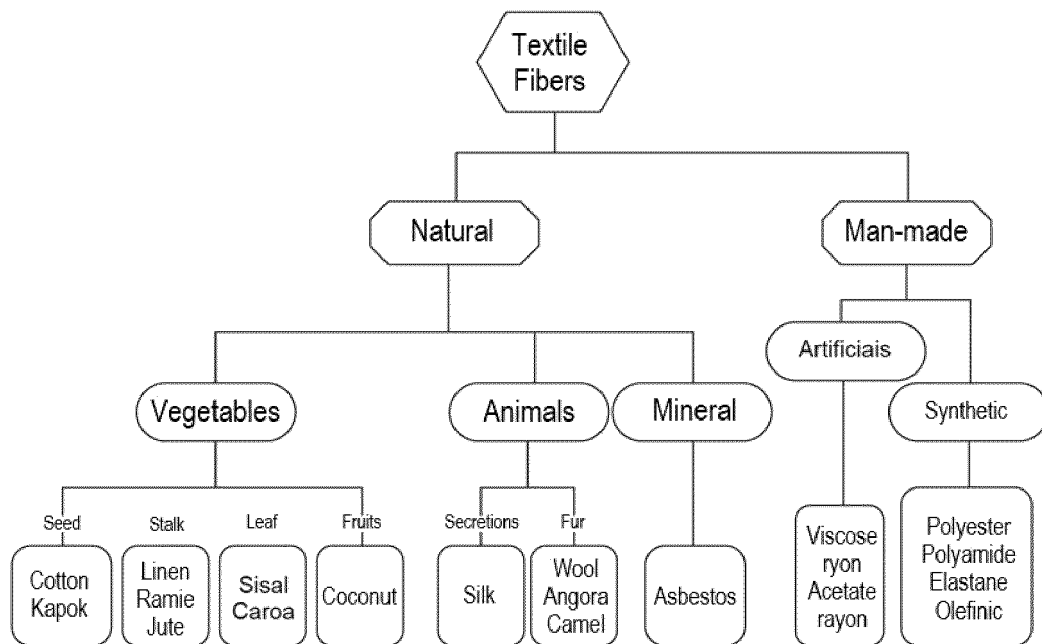 Textile
Fibers
Natural
Man-made
Artificiais
Vegetables
Animals
Mineral
Synthetic
Seed
Stalk
Leaf
Fruits
Secretions
Fur
Cotton
Kapok
Linen
Ramie
Jute
Sisal
Caroa
Coconut
Silk
Wool
Angora
Camel
Asbestos
Viscose
ryon
Acetate
rayon
Polyester
Polyamide
Elastane
Olefinic